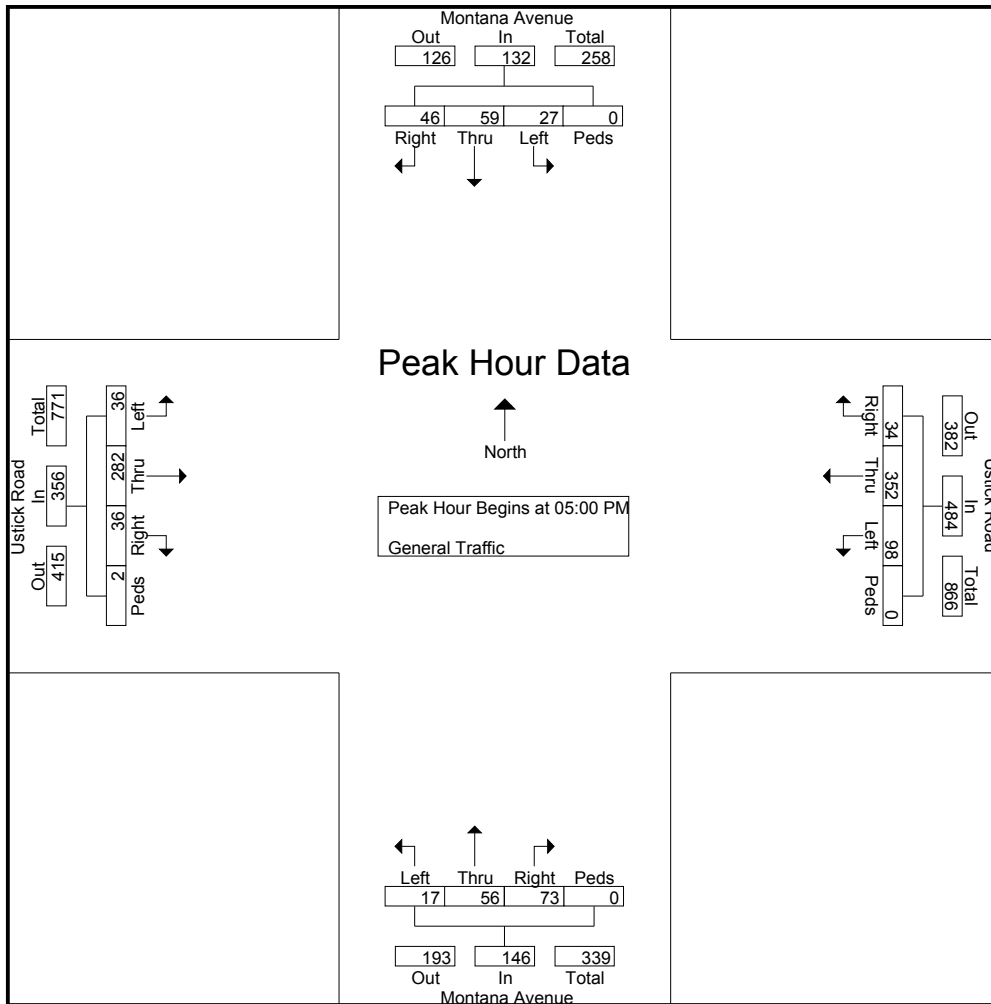 Montana Avenue
Out In Total
126 132 258
46 59 27 0
Right Thru Left Peds
Peak Hour Data
North
Peak Hour Begins at 05:00 PM
General Traffic
Ustick Road
Total In Out
771 356 415
36 282 36 2
Left Thru Right Peds
Ustick Road
Out In Total
382 484 866
34 352 98 0
Right Thru Left Peds
Left Thru Right Peds
17 56 73 0
193 146 339
Out In Total
Montana Avenue